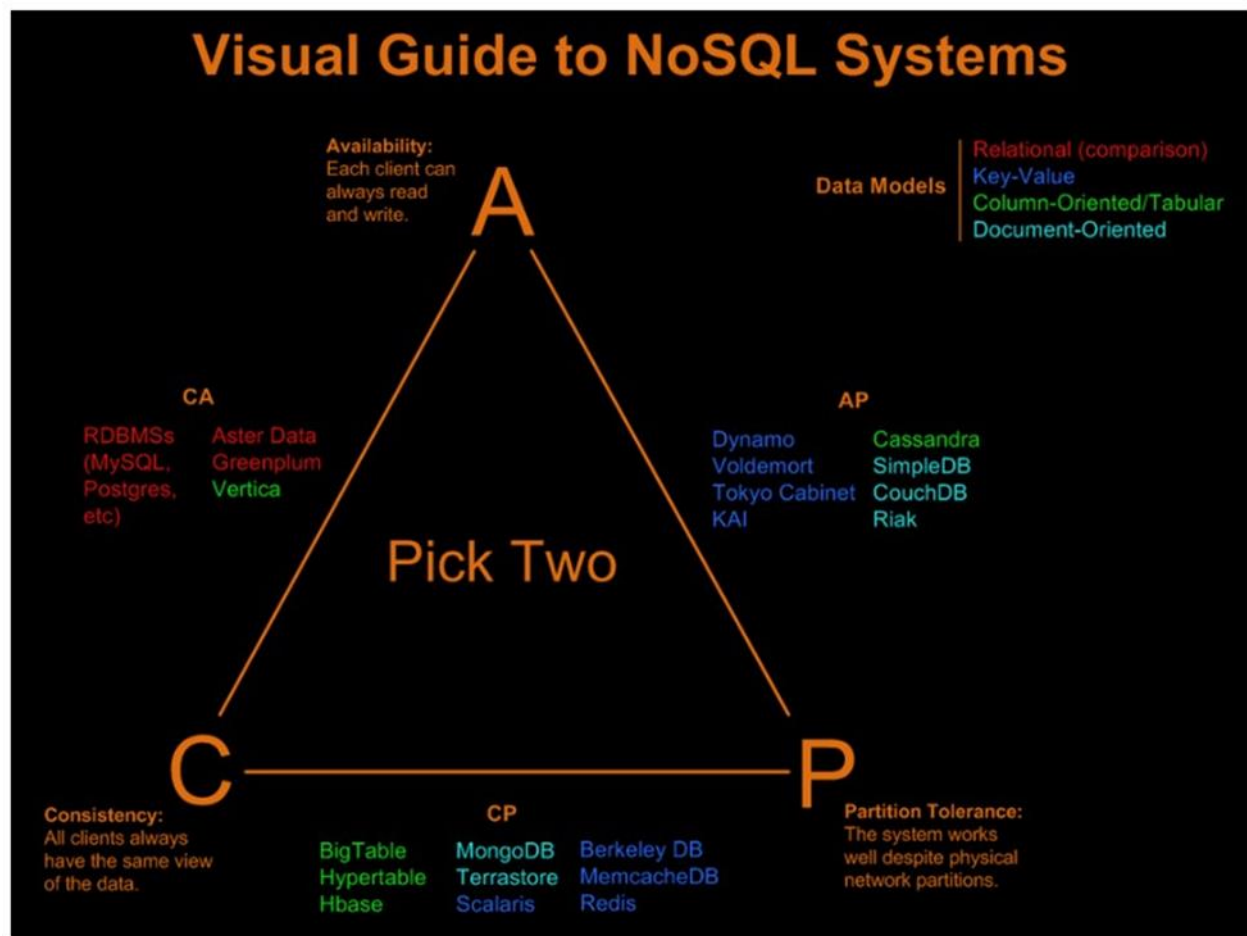 Visual Guide to NoSQL Systems
Availability:
Each client can
always read
and write.
A
Data Models
Relational (comparison)
Key-Value
Column-Oriented/Tabular
Document-Oriented
CA
RDBMSs
(MySQL,
Postgres,
etc)
Aster Data
Greenplum
Vertica
AP
Dynamo
Voldemort
Tokyo Cabinet
KAI
Cassandra
SimpleDB
CouchDB
Riak
Pick Two
C
P
Consistency:
All clients always
have the same view
of the data.
CP
BigTable
Hypertable
Hbase
MongoDB
Terrastore
Scalaris
Berkeley DB
MemcacheDB
Redis
Partition Tolerance:
The system works
well despite physical
network partitions.